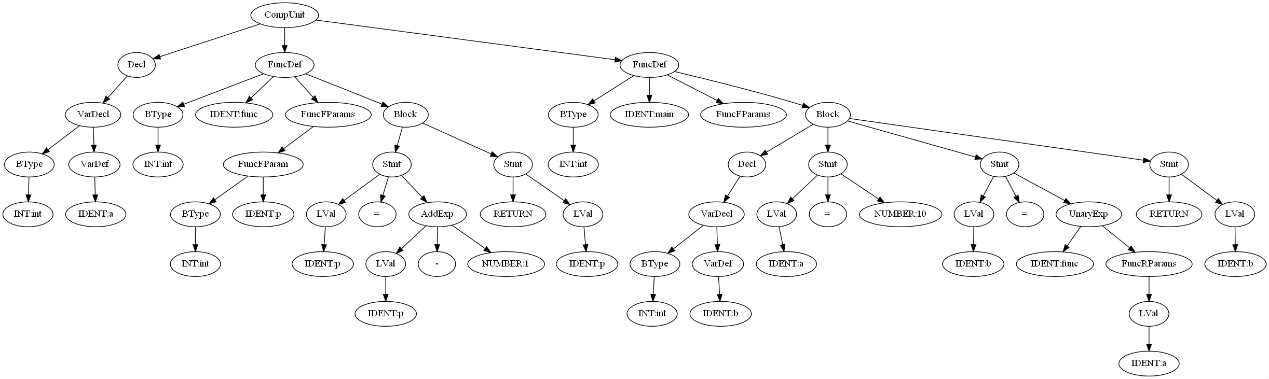 CompUnit
Decl FuncDef FuncDef
VarDecl BType IDENT:func FuncFParams Block BType IDENT:main FuncFParams Block
BType VarDef INT:int FuncFParam Stmt Stmt INT:int Decl Stmt Stmt Stmt
INT:int IDENT:a BType IDENT:p LVal = AddExp RETURN LVal VarDecl LVal = NUMBER:10 LVal = UnaryExp RETURN LVal
INT:int IDENT:p LVal - NUMBER:1 IDENT:p BType VarDef IDENT:a IDENT:b IDENT:func FuncRParams IDENT:b
IDENT:p INT:int IDENT:b LVal
IDENT:a